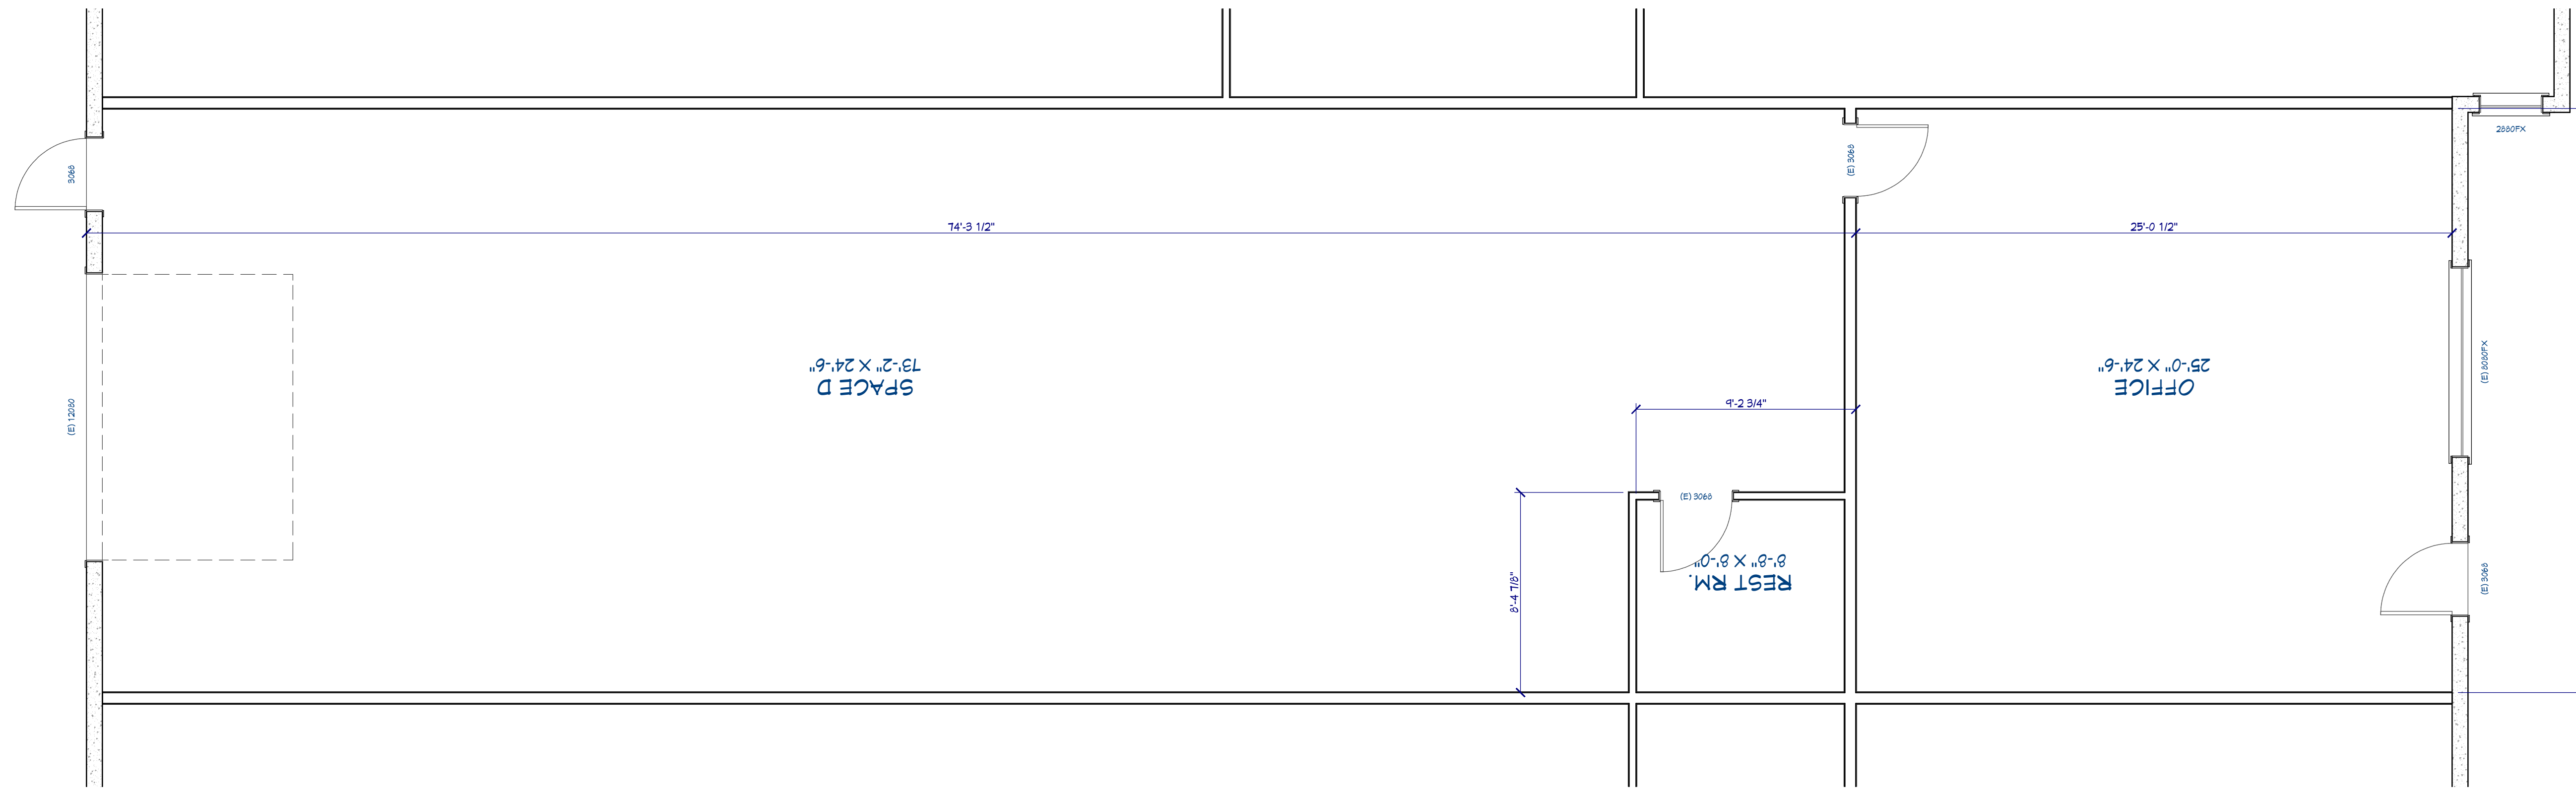 2880FX
3068
(E) 3068
74'-3 1/2"
25'-0 1/2"
SPACE D
73'-2" X 24'-6"
OFFICE
25'-0" X 24'-6"
(E) 8080FX
(E) 12080
9'-2 3/4"
(E) 3068
REST RM.
8'-8" X 8'-0"
8'-4 7/8"
(E) 3068